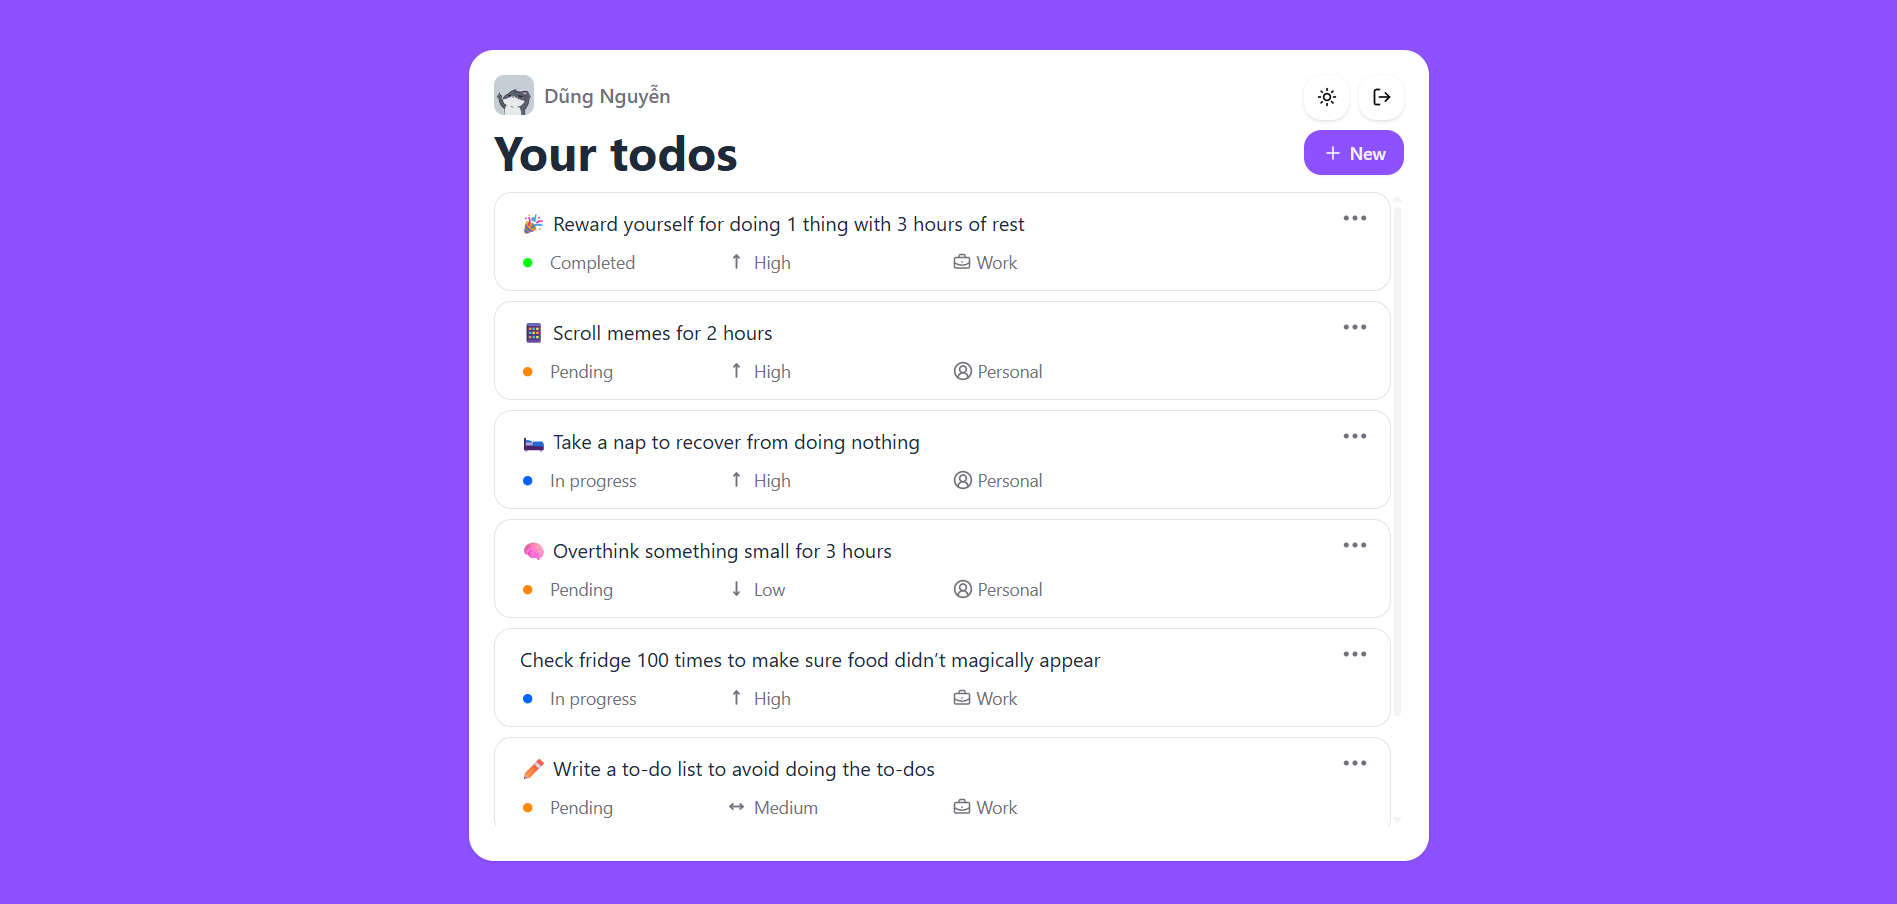 Dũng Nguyễn
Your todos
+ New
🎉 Reward yourself for doing 1 thing with 3 hours of rest
Completed ↑ High Work
Scroll memes for 2 hours
Pending ↑ High Personal
🛏️ Take a nap to recover from doing nothing
In progress ↑ High Personal
🧠 Overthink something small for 3 hours
Pending ↓ Low Personal
Check fridge 100 times to make sure food didn’t magically appear
In progress ↑ High Work
✏️ Write a to-do list to avoid doing the to-dos
Pending ↔ Medium Work